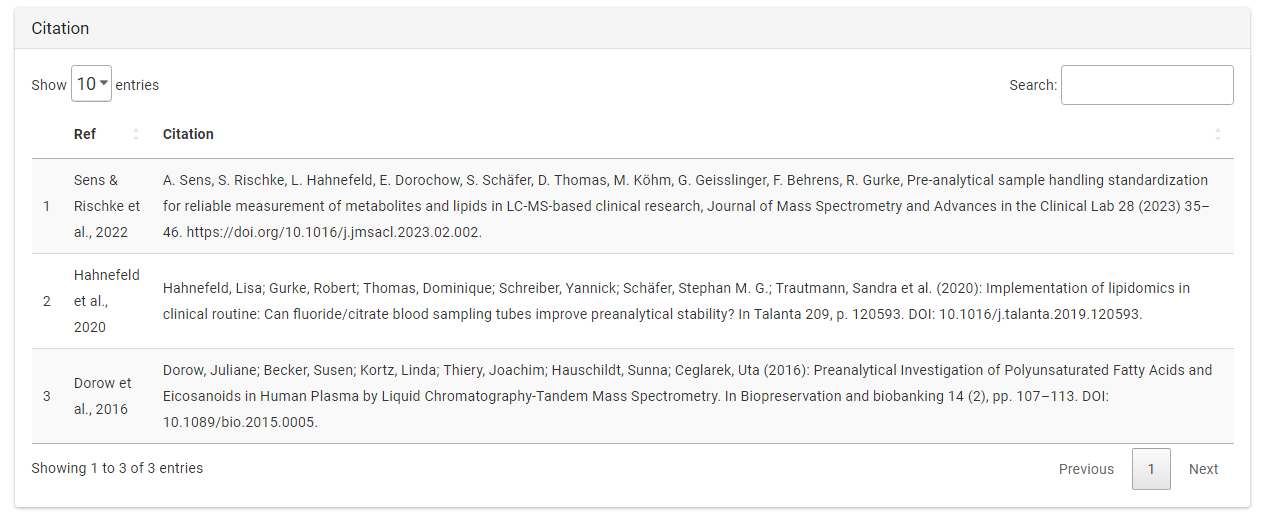 Citation
Show 10 entries
Search:
Ref Citation
1
Sens &
Rischke et
al., 2022
A. Sens, S. Rischke, L. Hahnefeld, E. Dorochow, S. Schäfer, D. Thomas, M. Köhm, G. Geisslinger, F. Behrens, R. Gurke, Pre-analytical sample handling standardization
for reliable measurement of metabolites and lipids in LC-MS-based clinical research, Journal of Mass Spectrometry and Advances in the Clinical Lab 28 (2023) 35–
46. https://doi.org/10.1016/j.jmsacl.2023.02.002.
2
Hahnefeld
et al.,
2020
Hahnefeld, Lisa; Gurke, Robert; Thomas, Dominique; Schreiber, Yannick; Schäfer, Stephan M. G.; Trautmann, Sandra et al. (2020): Implementation of lipidomics in
clinical routine: Can fluoride/citrate blood sampling tubes improve preanalytical stability? In Talanta 209, p. 120593. DOI: 10.1016/j.talanta.2019.120593.
3
Dorow et
al., 2016
Dorow, Juliane; Becker, Susen; Kortz, Linda; Thiery, Joachim; Hauschildt, Sunna; Ceglarek, Uta (2016): Preanalytical Investigation of Polyunsaturated Fatty Acids and
Eicosanoids in Human Plasma by Liquid Chromatography-Tandem Mass Spectrometry. In Biopreservation and biobanking 14 (2), pp. 107–113. DOI:
10.1089/bio.2015.0005.
Showing 1 to 3 of 3 entries
Previous 1 Next